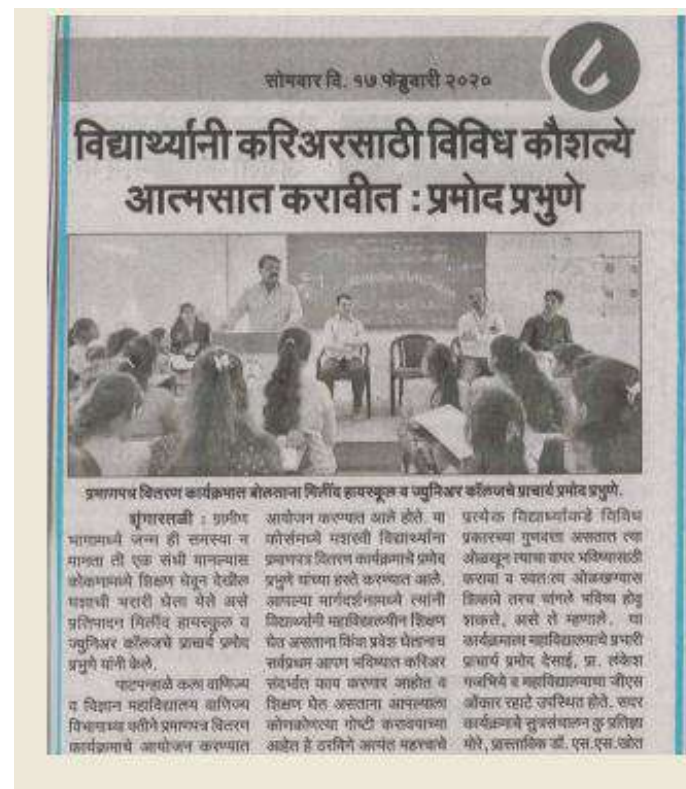 सोमवार दि. १७ फेब्रुवारी २०२०
८
विद्यार्थ्यांनी करिअरसाठी विविध कौशल्ये
आत्मसात करावीत : प्रमोद प्रभुणे
प्रमाणपत्र वितरण कार्यक्रमात बोलताना मिलींद हायस्कूल व ज्युनिअर कॉलजचे प्राचार्य प्रमोद प्रभुणे.
शृंगारतळी : ग्रामीण
भागामध्ये जन्म ही समस्या न
मानता ती एक संधी मानल्यास
कोकणामध्ये शिक्षण घेवून देखील
यशाची भरारी घेता येते असे
प्रतिपादन मिलींद हायस्कूल व
ज्युनिअर कॉलजचे प्राचार्य प्रमोद
प्रभुणे यांनी केले.
पाटपन्हाळे कला वाणिज्य
व विज्ञान महाविद्यालय वाणिज्य
विभागाच्या वतीने प्रमाणपत्र वितरण
कार्यक्रमाचे आयोजन करण्यात
आयोजन करण्यात आले होते. या
कोर्समध्ये यशस्वी विद्यार्थ्यांना
प्रमाणपत्र वितरण कार्यक्रमाचे प्रमोद
प्रभुणे यांच्या हस्ते करण्यात आले.
आपल्या मार्गदर्शनामध्ये त्यांनी
विद्यार्थ्यांनी महाविद्यालयीन शिक्षण
घेत असताना किंवा प्रवेश घेतानाच
सर्वप्रथम आपण भविष्यात करिअर
संदर्भात काय करणार आहोत व
शिक्षण घेत असताना आपल्याला
कोणकोणत्या गोष्टी करावयाच्या
आहेत हे ठरविणे अत्यंत महत्त्वाचे
प्रत्येक विद्यार्थ्यांकडे विविध
प्रकारच्या गुणवत्ता असतात त्या
ओळखून त्याचा वापर भविष्यासाठी
करावा व स्वतःत्व ओळखण्यास
शिकावे तरच चांगले भविष्य होवू
शकते, असे ते म्हणाले. या
कार्यक्रमाला महाविद्यालयाचे प्रभारी
प्राचार्य प्रमोद देसाई, प्रा. लंकेश
गजभिये व महाविद्यालयाचा जीएस
ओंकार रहाटे उपस्थित होते. सदर
कार्यक्रमाचे सुत्रसंचालन कु प्रतिज्ञा
मोरे, प्रास्ताविक डॉ. एस.एस.खोत